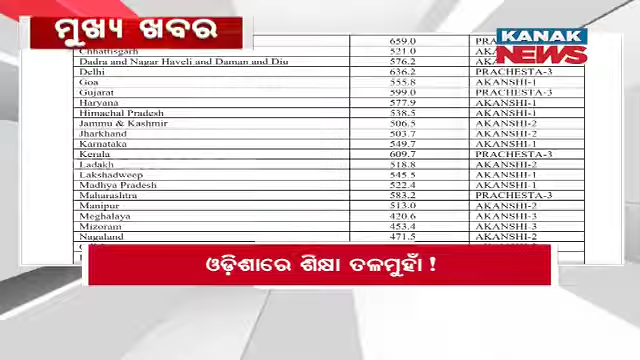 ମୁଖ୍ୟ ଖବର
KANAK
NEWS
659.0
Chhattisgarh 521.0
Dadra and Nagar Haveli and Daman and Diu 576.2
Delhi 636.2 PRACHESTA-3
Goa 555.8 AKANSHI-1
Gujarat 599.0 PRACHESTA-3
Haryana 577.9 AKANSHI-1
Himachal Pradesh 538.5 AKANSHI-1
Jammu & Kashmir 506.5 AKANSHI-2
Jharkhand 503.7 AKANSHI-2
Karnataka 549.7 AKANSHI-1
Kerala 609.7 PRACHESTA-3
Ladakh 518.8 AKANSHI-2
Lakshadweep 545.5 AKANSHI-1
Madhya Pradesh 522.4 AKANSHI-1
Maharashtra 583.2 PRACHESTA-3
Manipur 513.0 AKANSHI-2
Meghalaya 420.6 AKANSHI-3
Mizoram 453.4 AKANSHI-3
Nagaland 471.5 AKANSHI-2
ଓଡ଼ିଶାରେ ଶିକ୍ଷା ତଳମୁହାଁ !